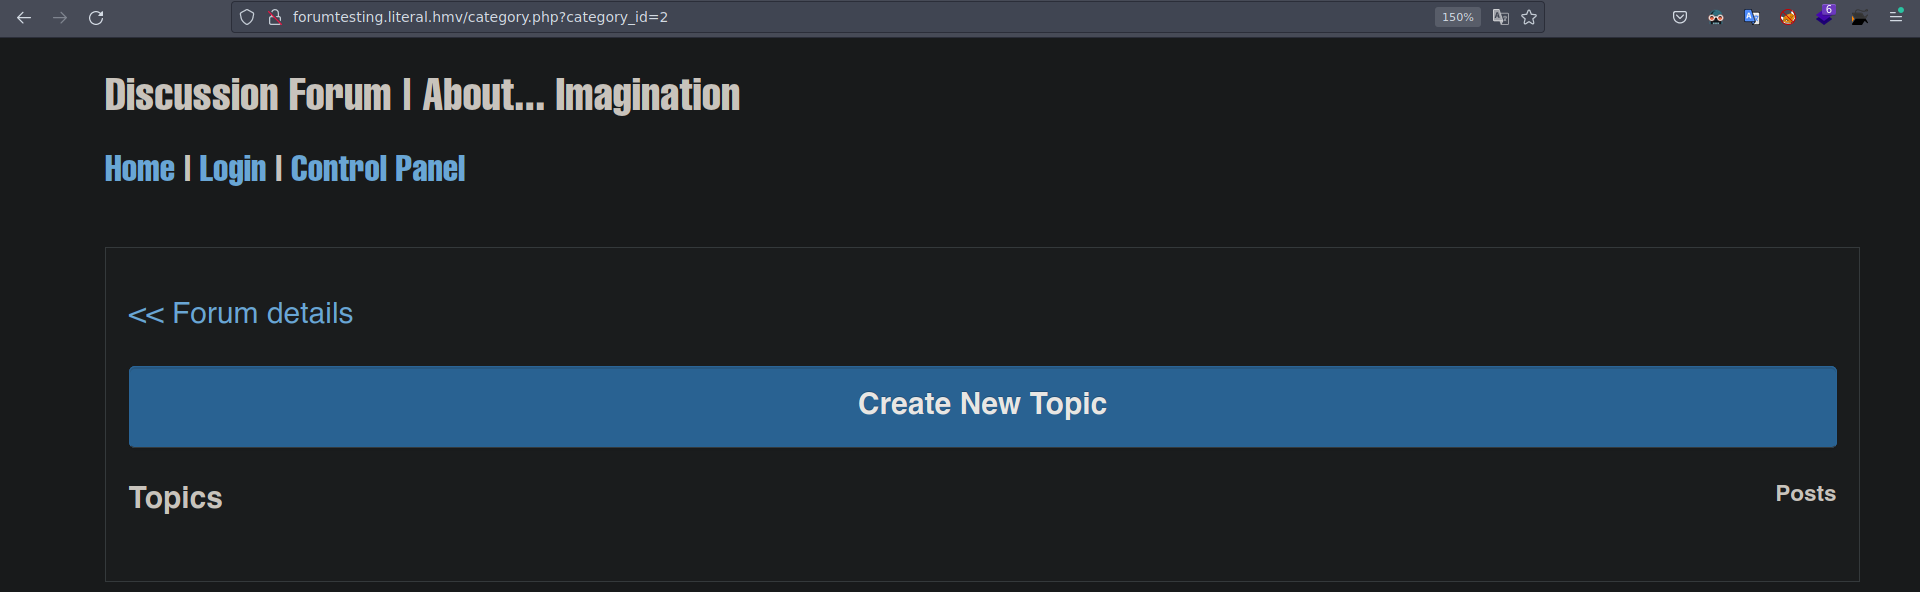 forumtesting.literal.hmv/category.php?category_id=2 150% 6
Discussion Forum | About... Imagination
Home | Login | Control Panel
<< Forum details
Create New Topic
Topics Posts